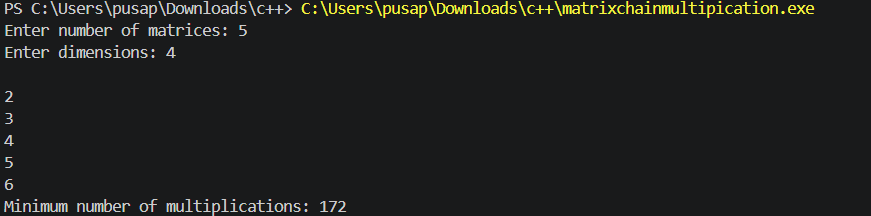 PS C:\Users\pusap\Downloads\c++> C:\Users\pusap\Downloads\c++\matrixchainmultipication.exe
Enter number of matrices: 5
Enter dimensions: 4
2
3
4
5
6
Minimum number of multiplications: 172